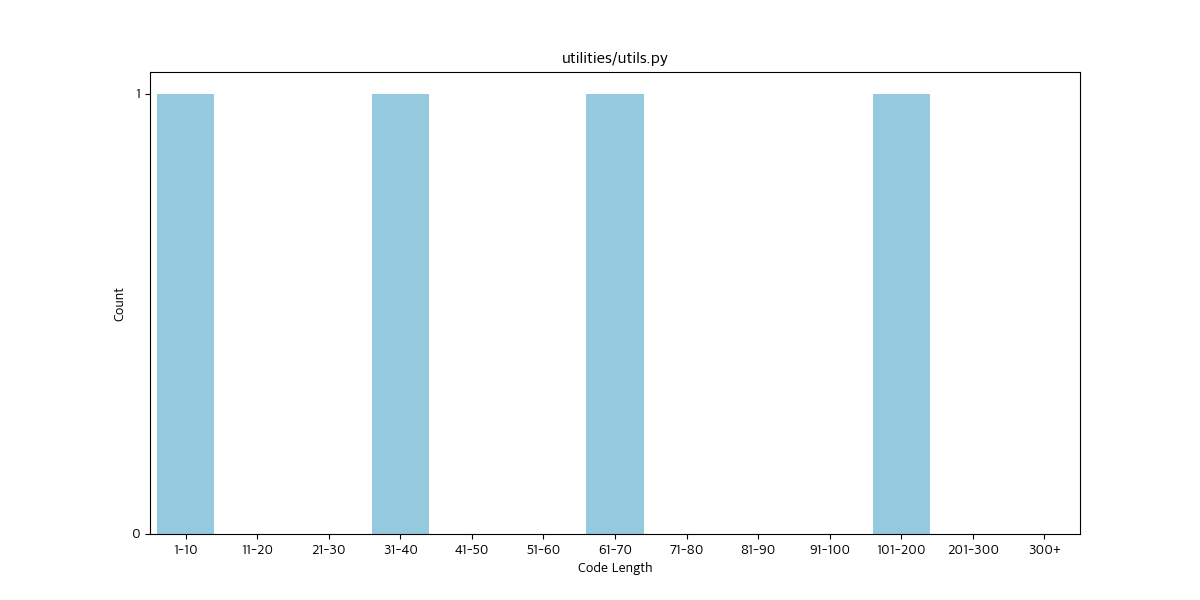 utilities/utils.py
1
Count
0
1-10 11-20 21-30 31-40 41-50 51-60 61-70 71-80 81-90 91-100 101-200 201-300 300+
Code Length